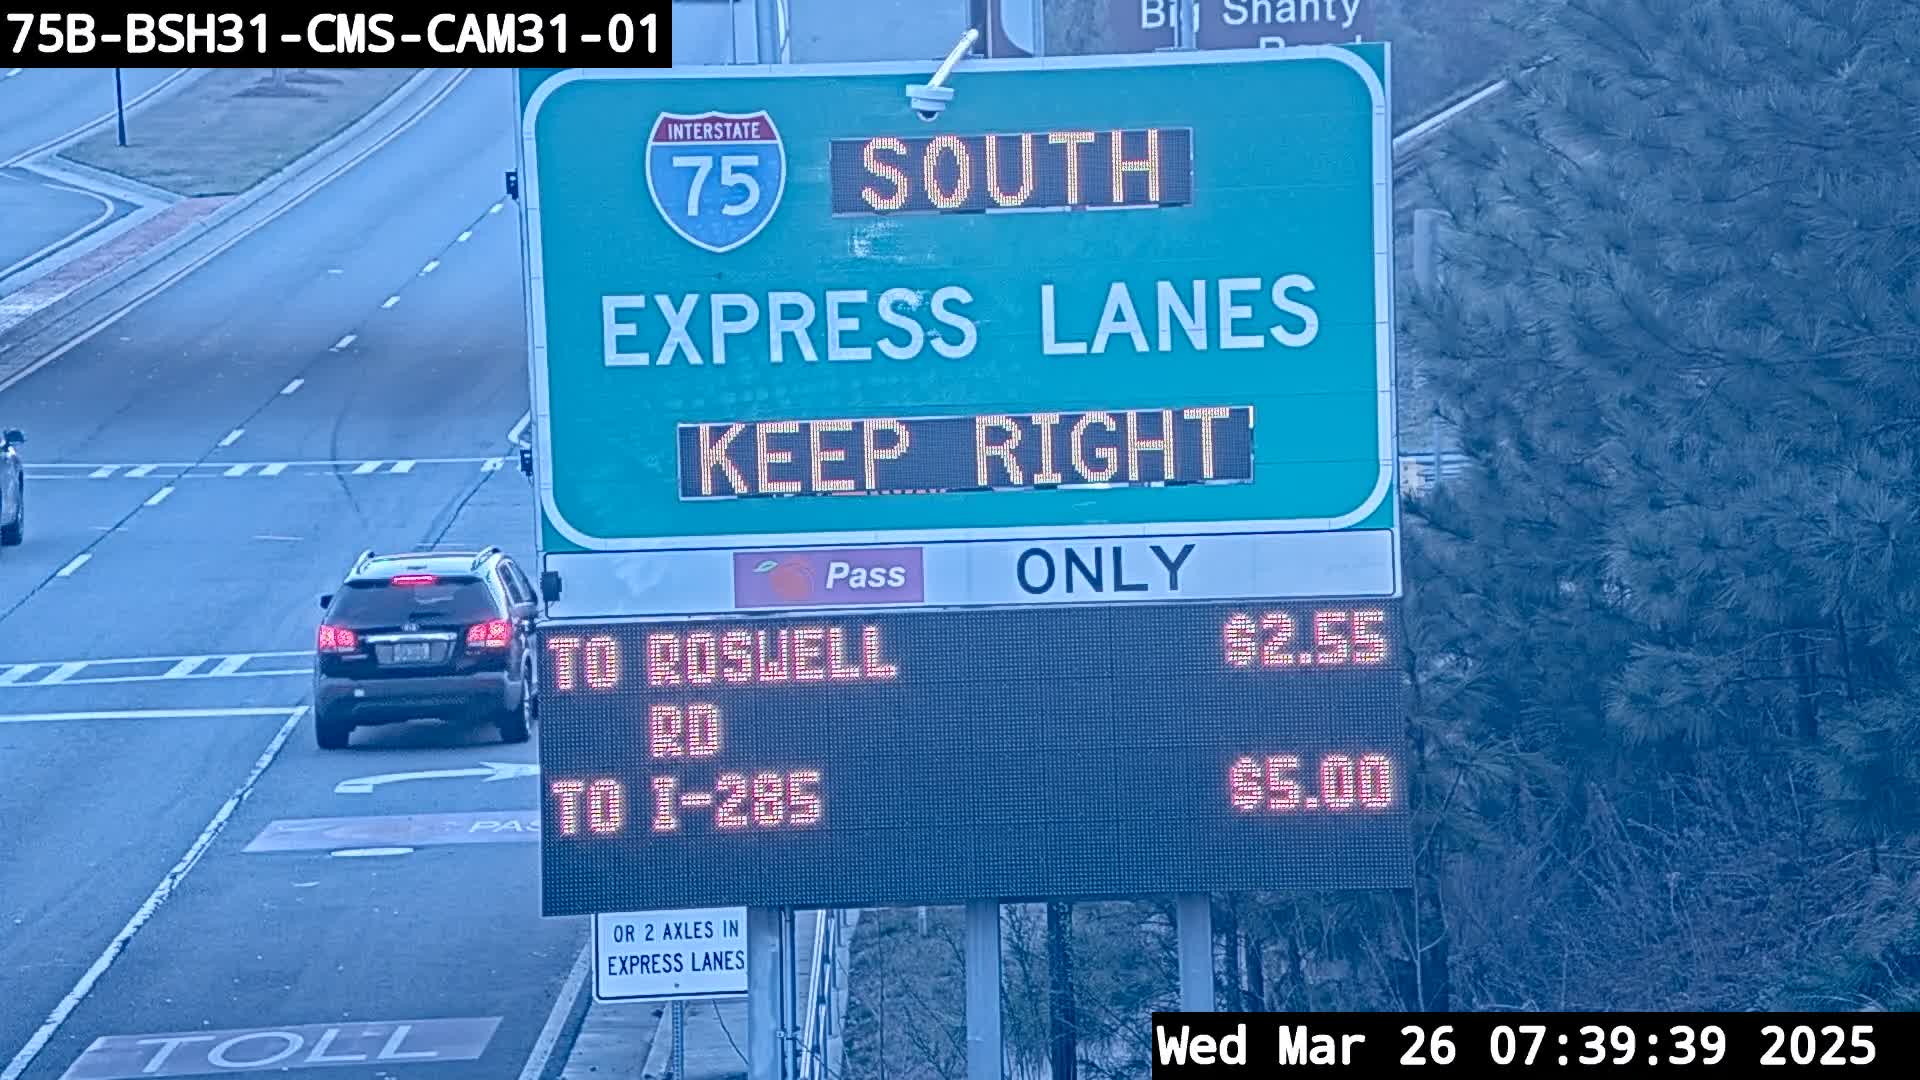 75B-BSH31-CMS-CAM31-01
Big Shanty
INTERSTATE
75
SOUTH
EXPRESS LANES
KEEP RIGHT
Pass ONLY
TO ROSWELL $2.55
RD
TO I-285 $5.00
OR 2 AXLES IN
EXPRESS LANES
TOLL
Wed Mar 26 07:39:39 2025